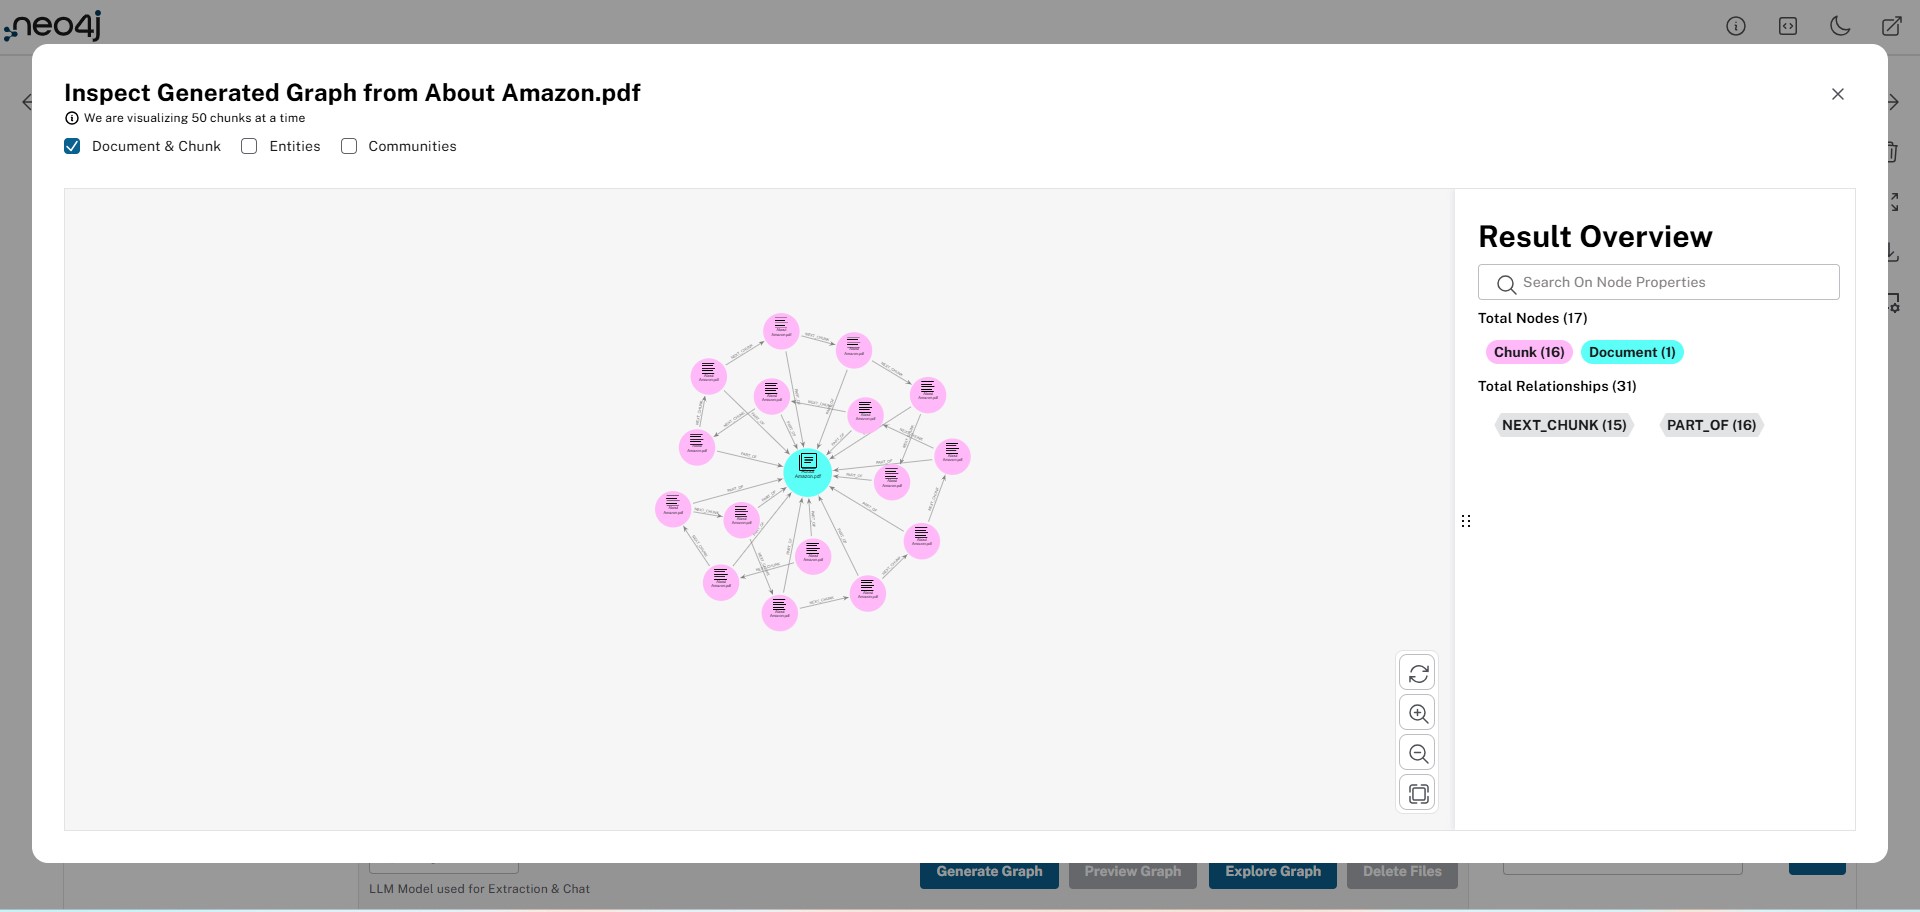 neo4j
Inspect Generated Graph from About Amazon.pdf
We are visualizing 50 chunks at a time
Document & Chunk
Entities
Communities
Result Overview
Search On Node Properties
Total Nodes (17)
Chunk (16)
Document (1)
Total Relationships (31)
NEXT_CHUNK (15)
PART_OF (16)
Generate Graph
Preview Graph
Explore Graph
Delete Files
LLM Model used for Extraction & Chat